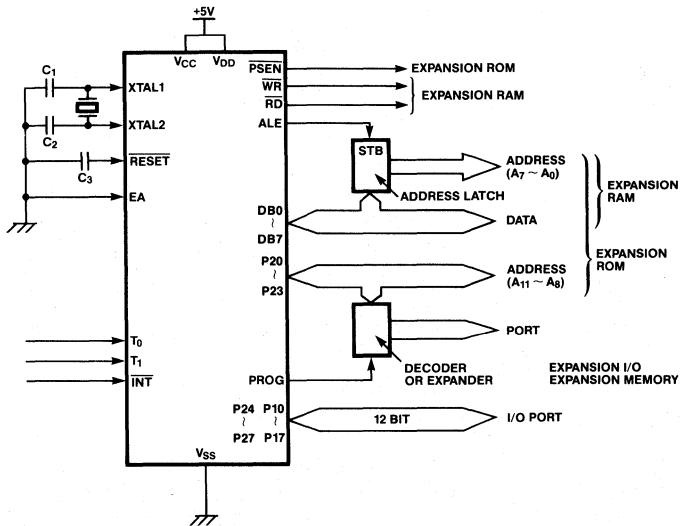 +5V
VCC VDD
C1
XTAL1
XTAL2
C2
RESET
C3
EA
T0
T1
INT
VSS
PSEN
WR
RD
ALE
DB0
~
DB7
P20
~
P23
PROG
P24 P10
~ ~
P27 P17
EXPANSION ROM
EXPANSION RAM
STB
ADDRESS LATCH
ADDRESS
(A7 ~ A0)
DATA
EXPANSION
RAM
ADDRESS
(A11 ~ A8)
EXPANSION
ROM
PORT
DECODER
OR EXPANDER
EXPANSION I/O
EXPANSION MEMORY
12 BIT
I/O PORT